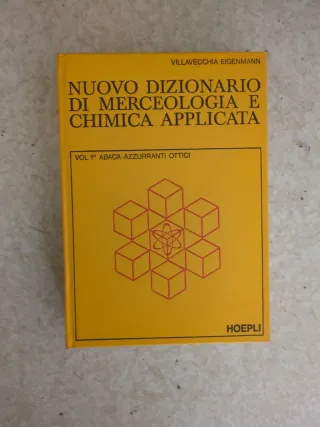 VILLAVECCHIA EIGENMANN
NUOVO DIZIONARIO
DI MERCEOLOGIA E
CHIMICA APPLICATA
VOL 1° ABACA-AZZURRANTI OTTICI
HOEPLI